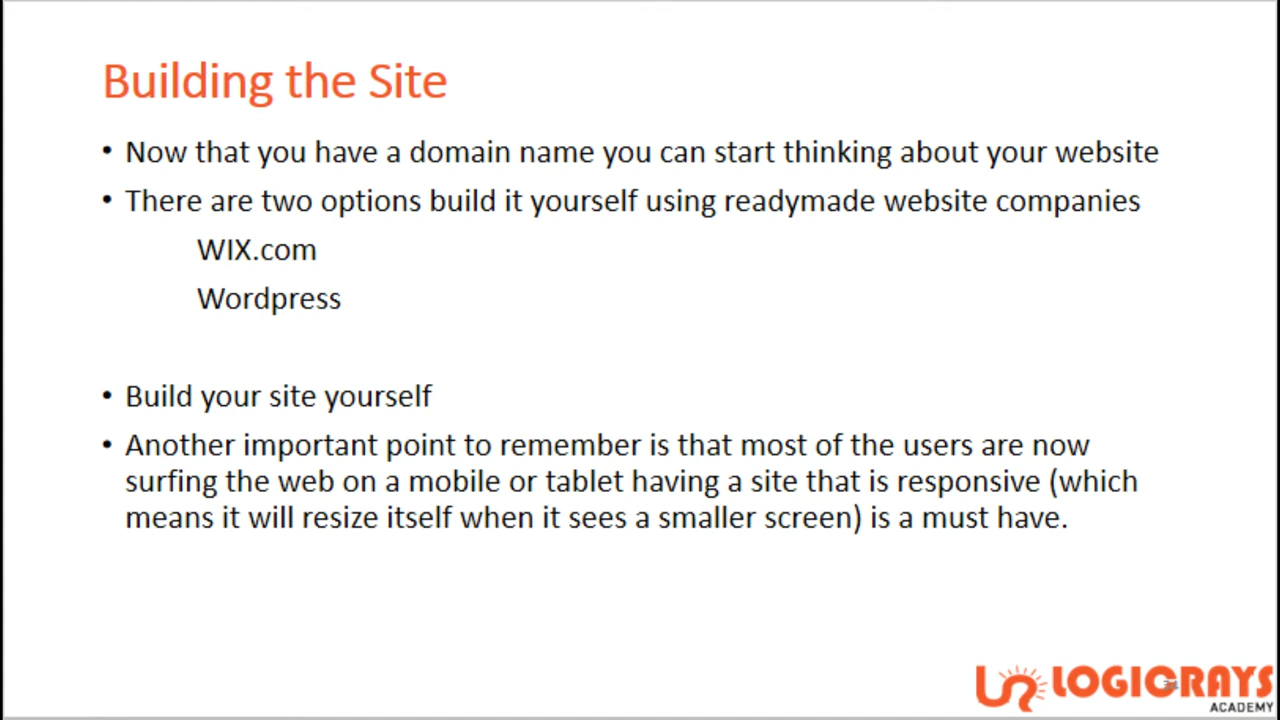 Building the Site
• Now that you have a domain name you can start thinking about your website
• There are two options build it yourself using readymade website companies
WIX.com
Wordpress
• Build your site yourself
• Another important point to remember is that most of the users are now
surfing the web on a mobile or tablet having a site that is responsive (which
means it will resize itself when it sees a smaller screen) is a must have.
LOGICRAYS
ACADEMY